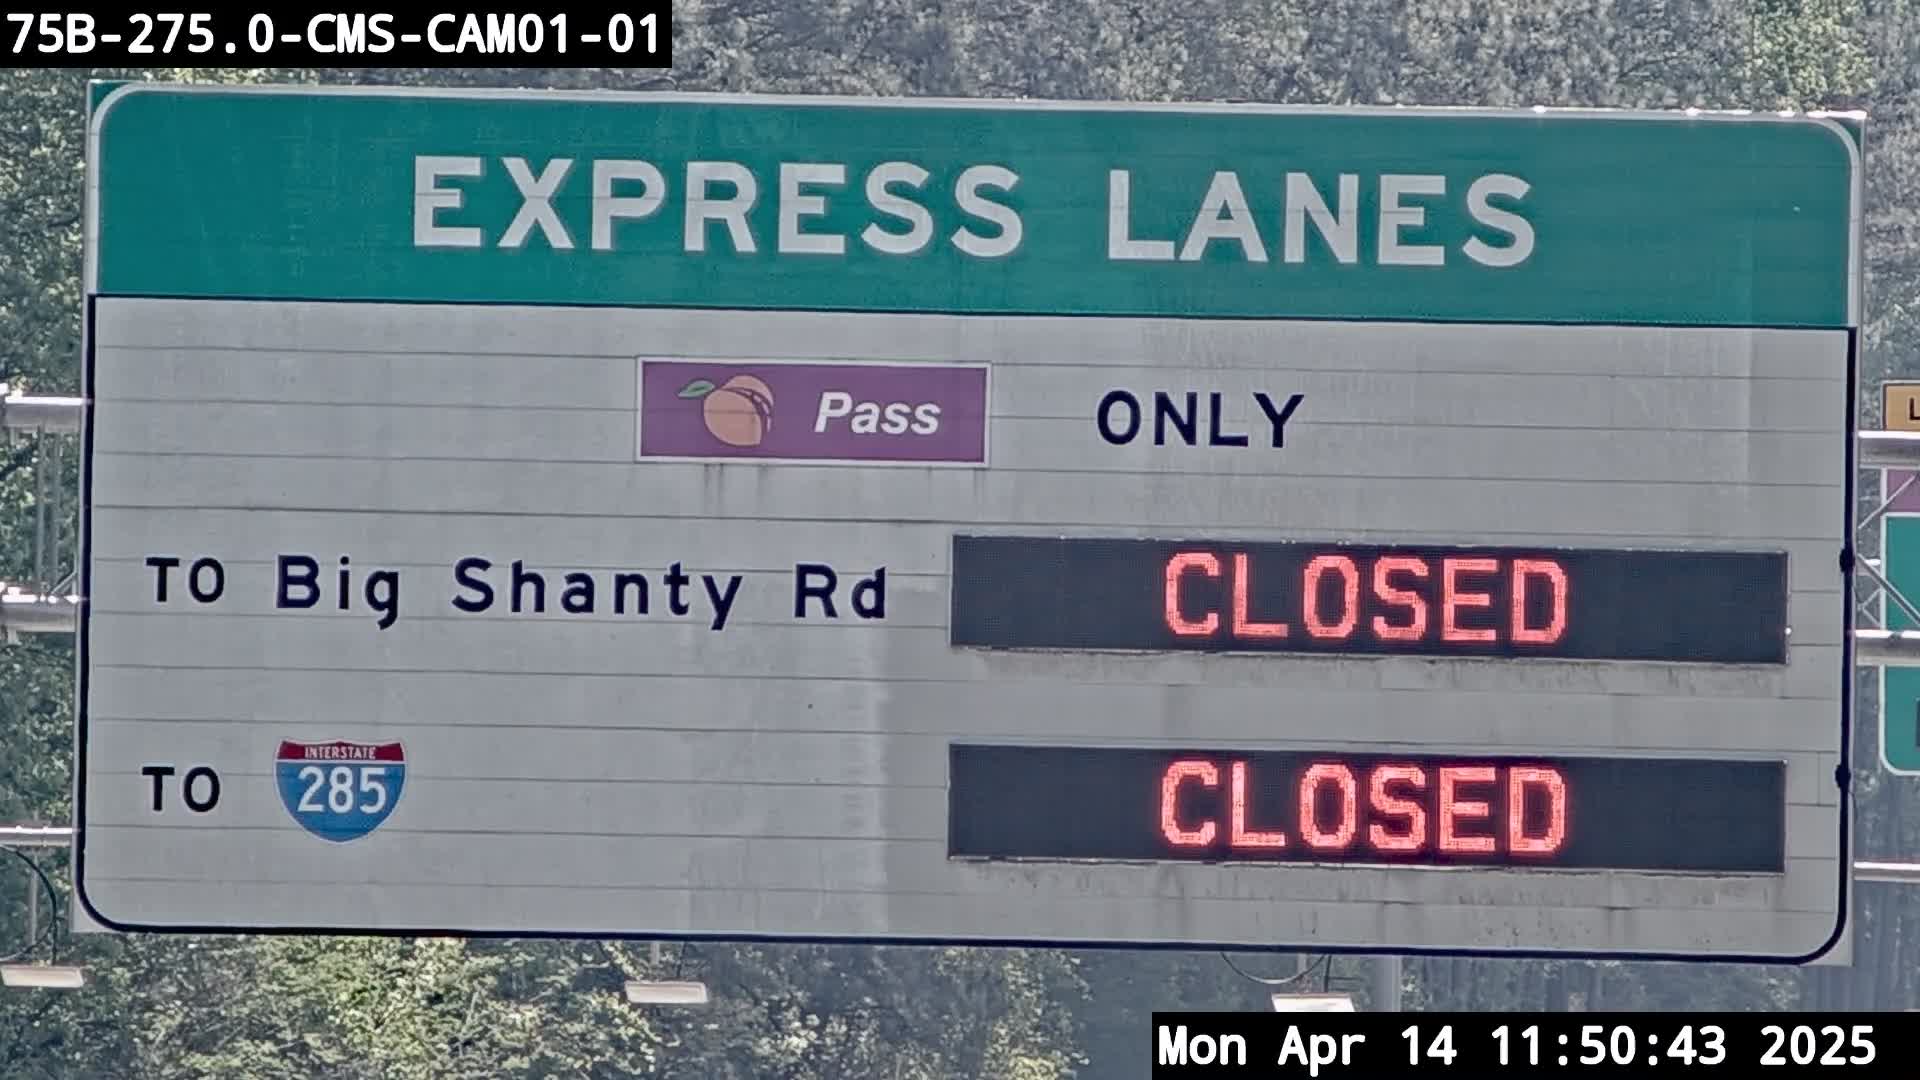 75B-275.0-CMS-CAM01-01
EXPRESS LANES
Pass ONLY
TO Big Shanty Rd CLOSED
TO INTERSTATE 285 CLOSED
Mon Apr 14 11:50:43 2025